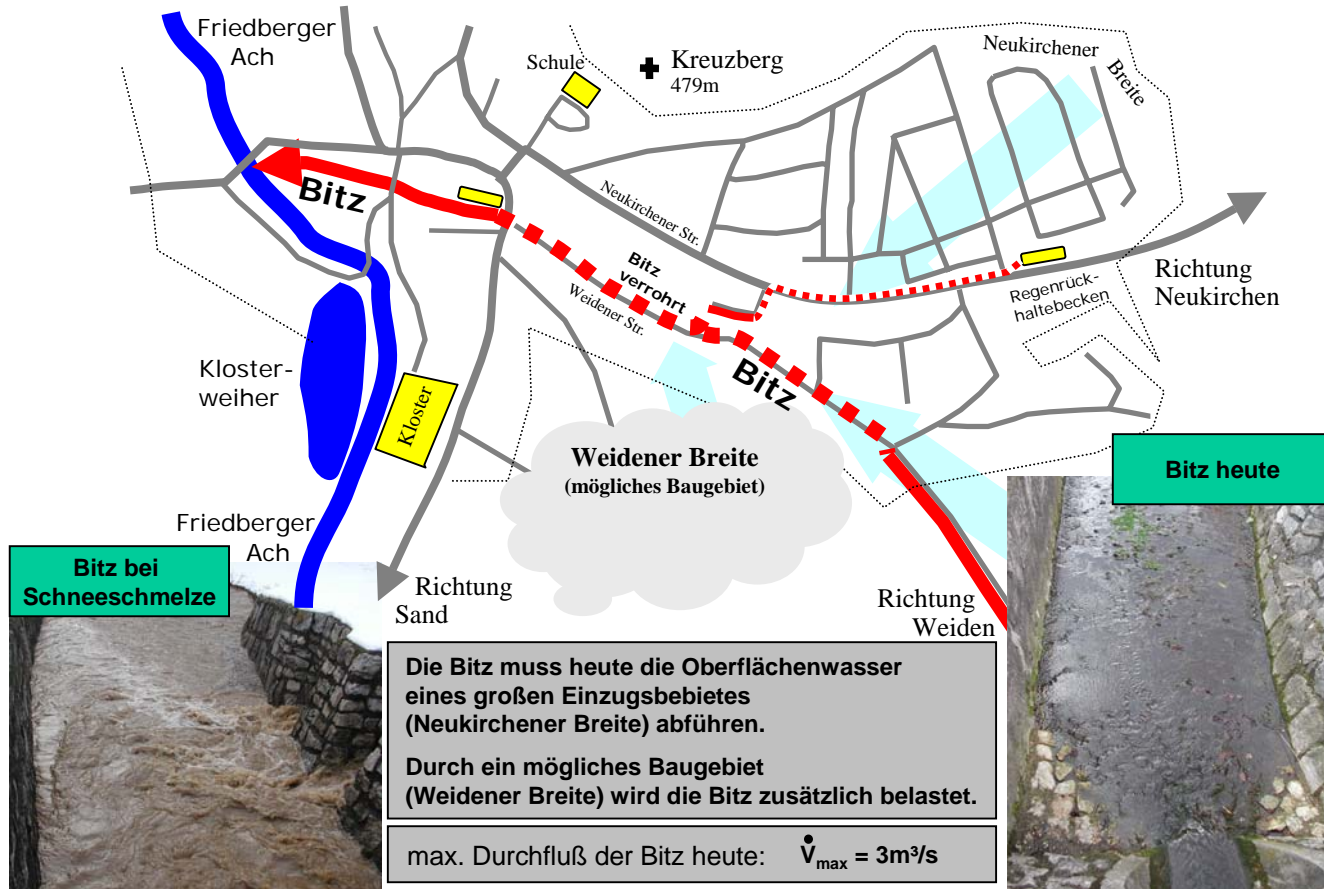 Friedberger
Ach
Schule
Kreuzberg
479m
Neukirchener
Breite
Bitz
Neukirchener Str.
Bitz
verrohrt
Weidener Str.
Regenrück-
haltebecken
Richtung
Neukirchen
Kloster-
weiher
Kloster
Bitz
Weidener Breite
(mögliches Baugebiet)
Bitz heute
Friedberger
Ach
Bitz bei
Schneeschmelze
Richtung
Sand
Richtung
Weiden
Die Bitz muss heute die Oberflächenwasser
eines großen Einzugsbebietes
(Neukirchener Breite) abführen.
Durch ein mögliches Baugebiet
(Weidener Breite) wird die Bitz zusätzlich belastet.
max. Durchfluß der Bitz heute: V̇max = 3m³/s